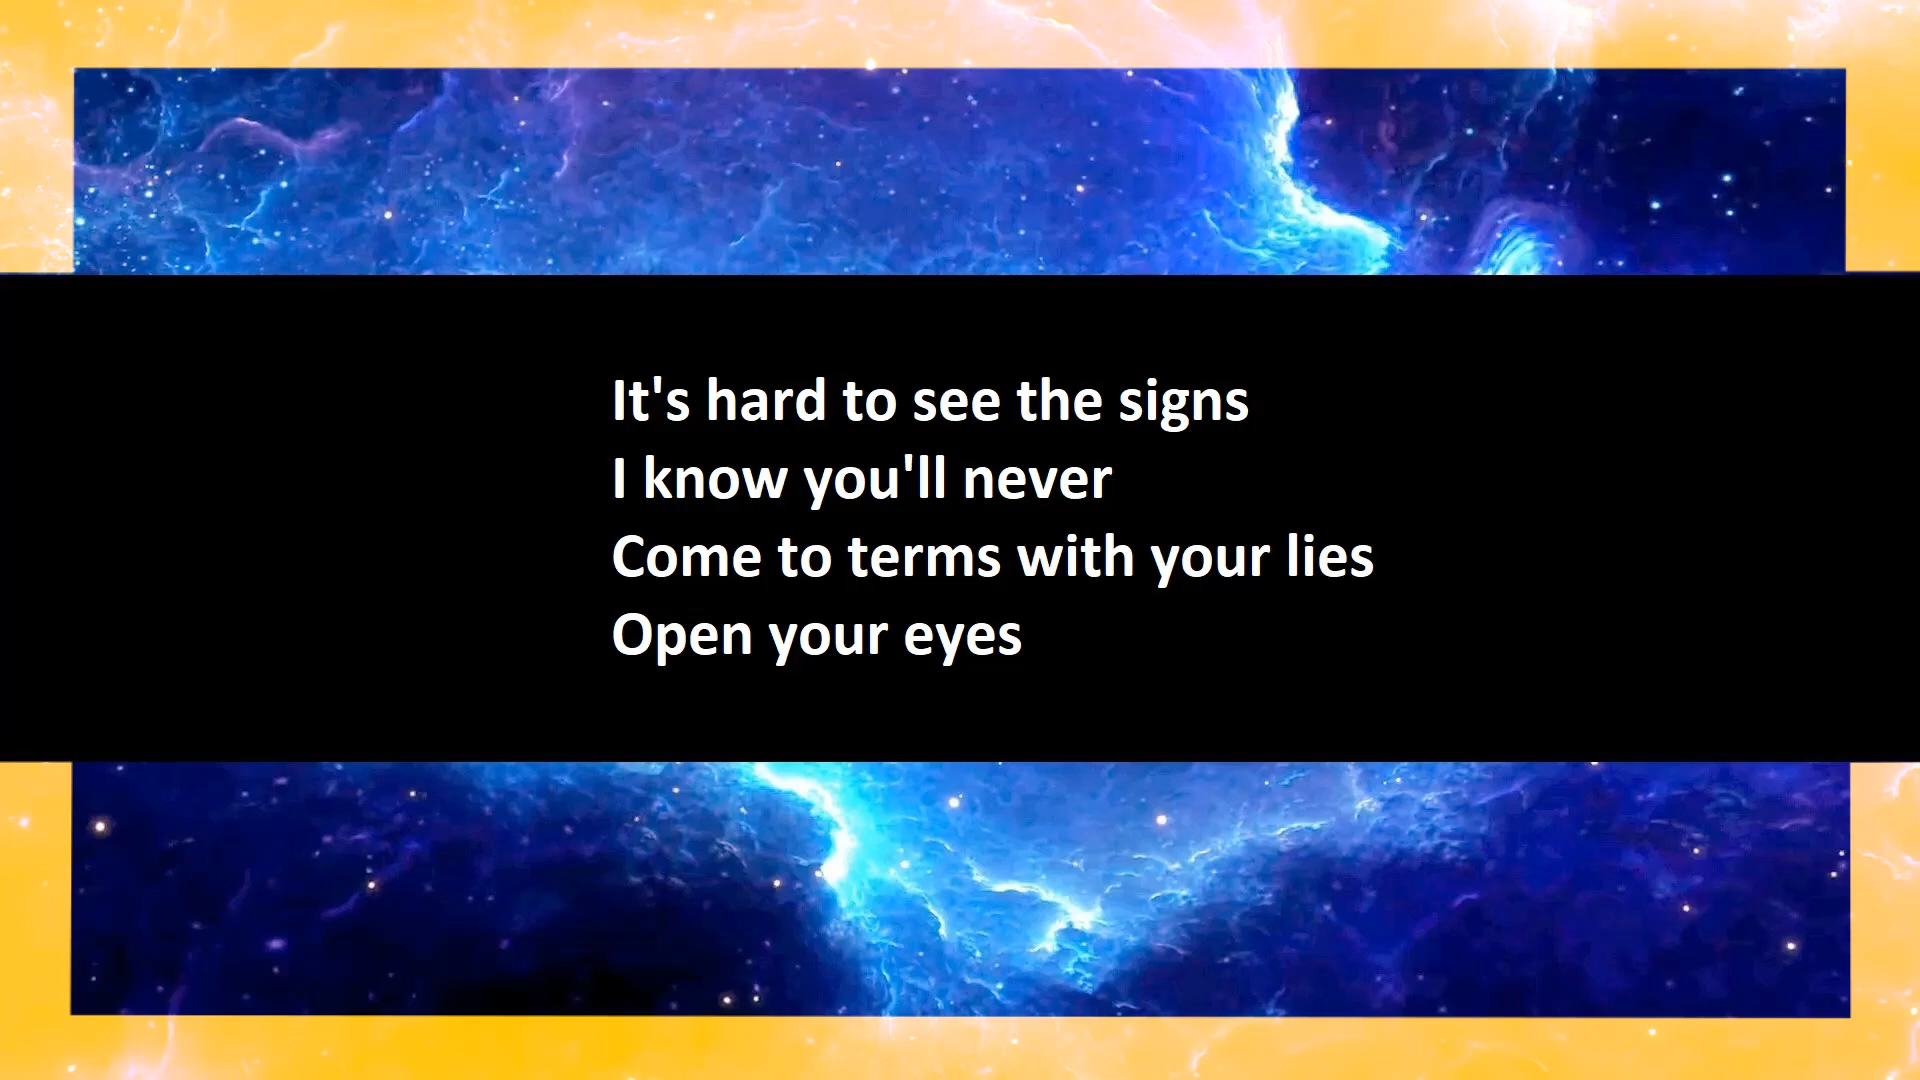 It's hard to see the signs
I know you'll never
Come to terms with your lies
Open your eyes